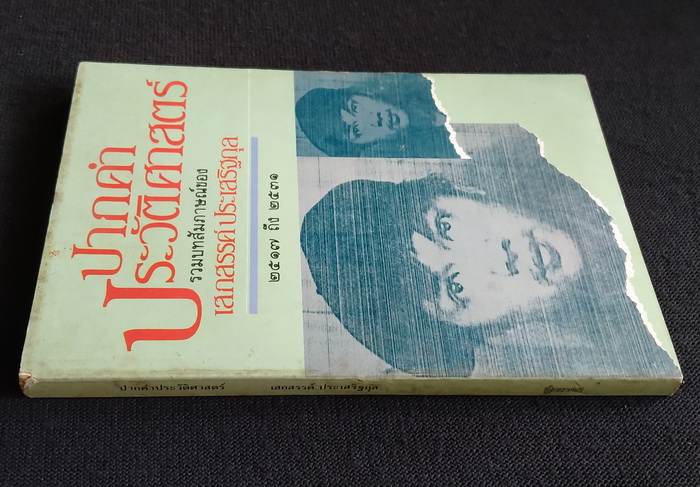 ปากคำ
ประวัติศาสตร์
รวมบทสัมภาษณ์ของ
เสกสรรค์ ประเสริฐกุล
๒๕๑๗ ถึง ๒๕๓๑
ปากคำประวัติศาสตร์ เสกสรรค์ ประเสริฐกุล